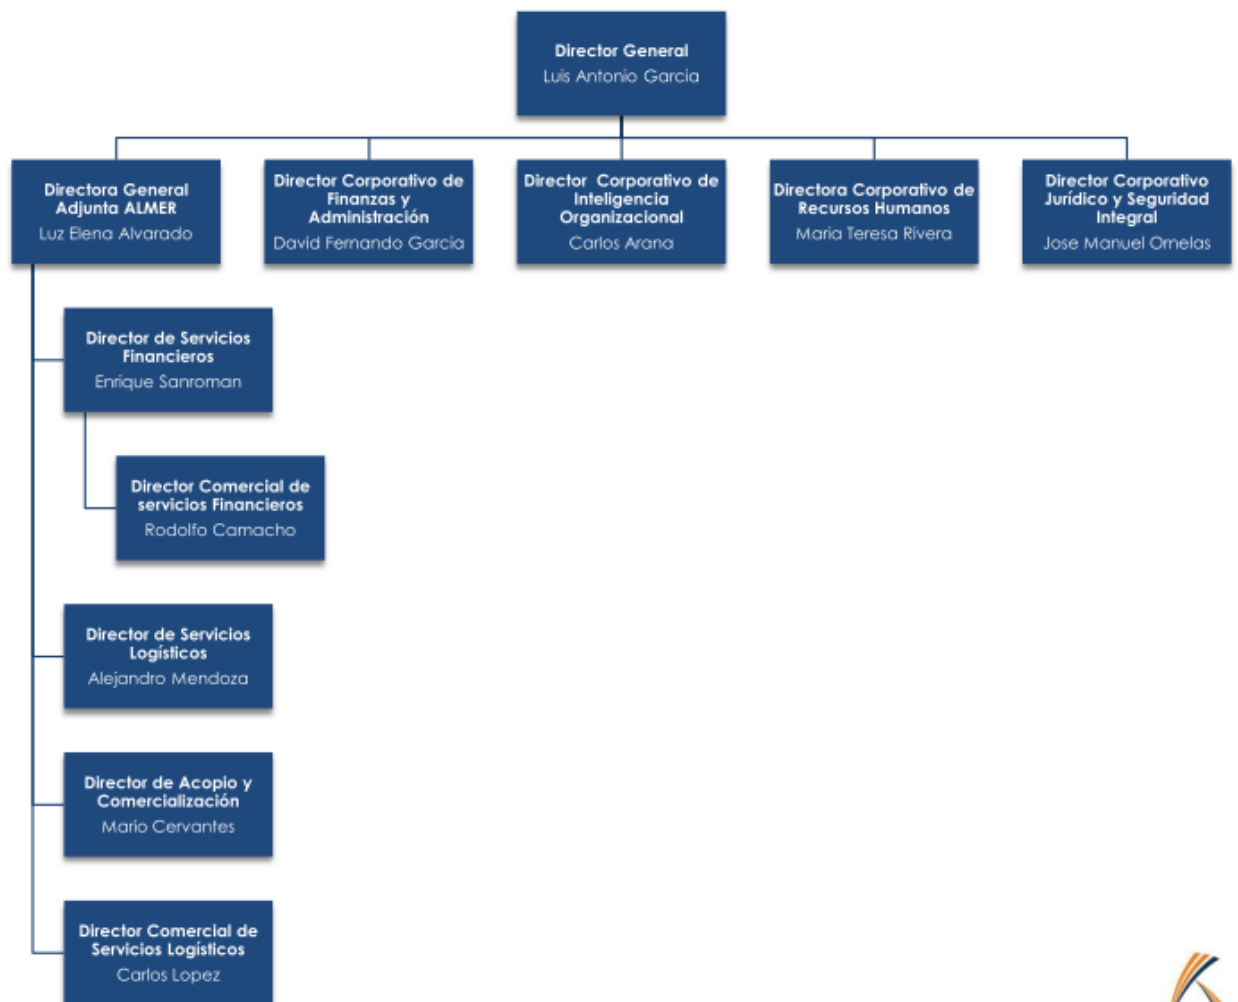 Director General
Luis Antonio Garcia
Directora General
Adjunta ALMER
Luz Elena Alvarado
Director Corporativo de
Finanzas y
Administración
David Fernando Garcia
Director Corporativo de
Inteligencia
Organizacional
Carlos Arana
Directora Corporativo de
Recursos Humanos
Maria Teresa Rivera
Director Corporativo
Jurídico y Seguridad
Integral
Jose Manuel Ornelas
Director de Servicios
Financieros
Enrique Sanroman
Director Comercial de
servicios Financieros
Rodolfo Camacho
Director de Servicios
Logísticos
Alejandro Mendoza
Director de Acopio y
Comercialización
Mario Cervantes
Director Comercial de
Servicios Logísticos
Carlos Lopez